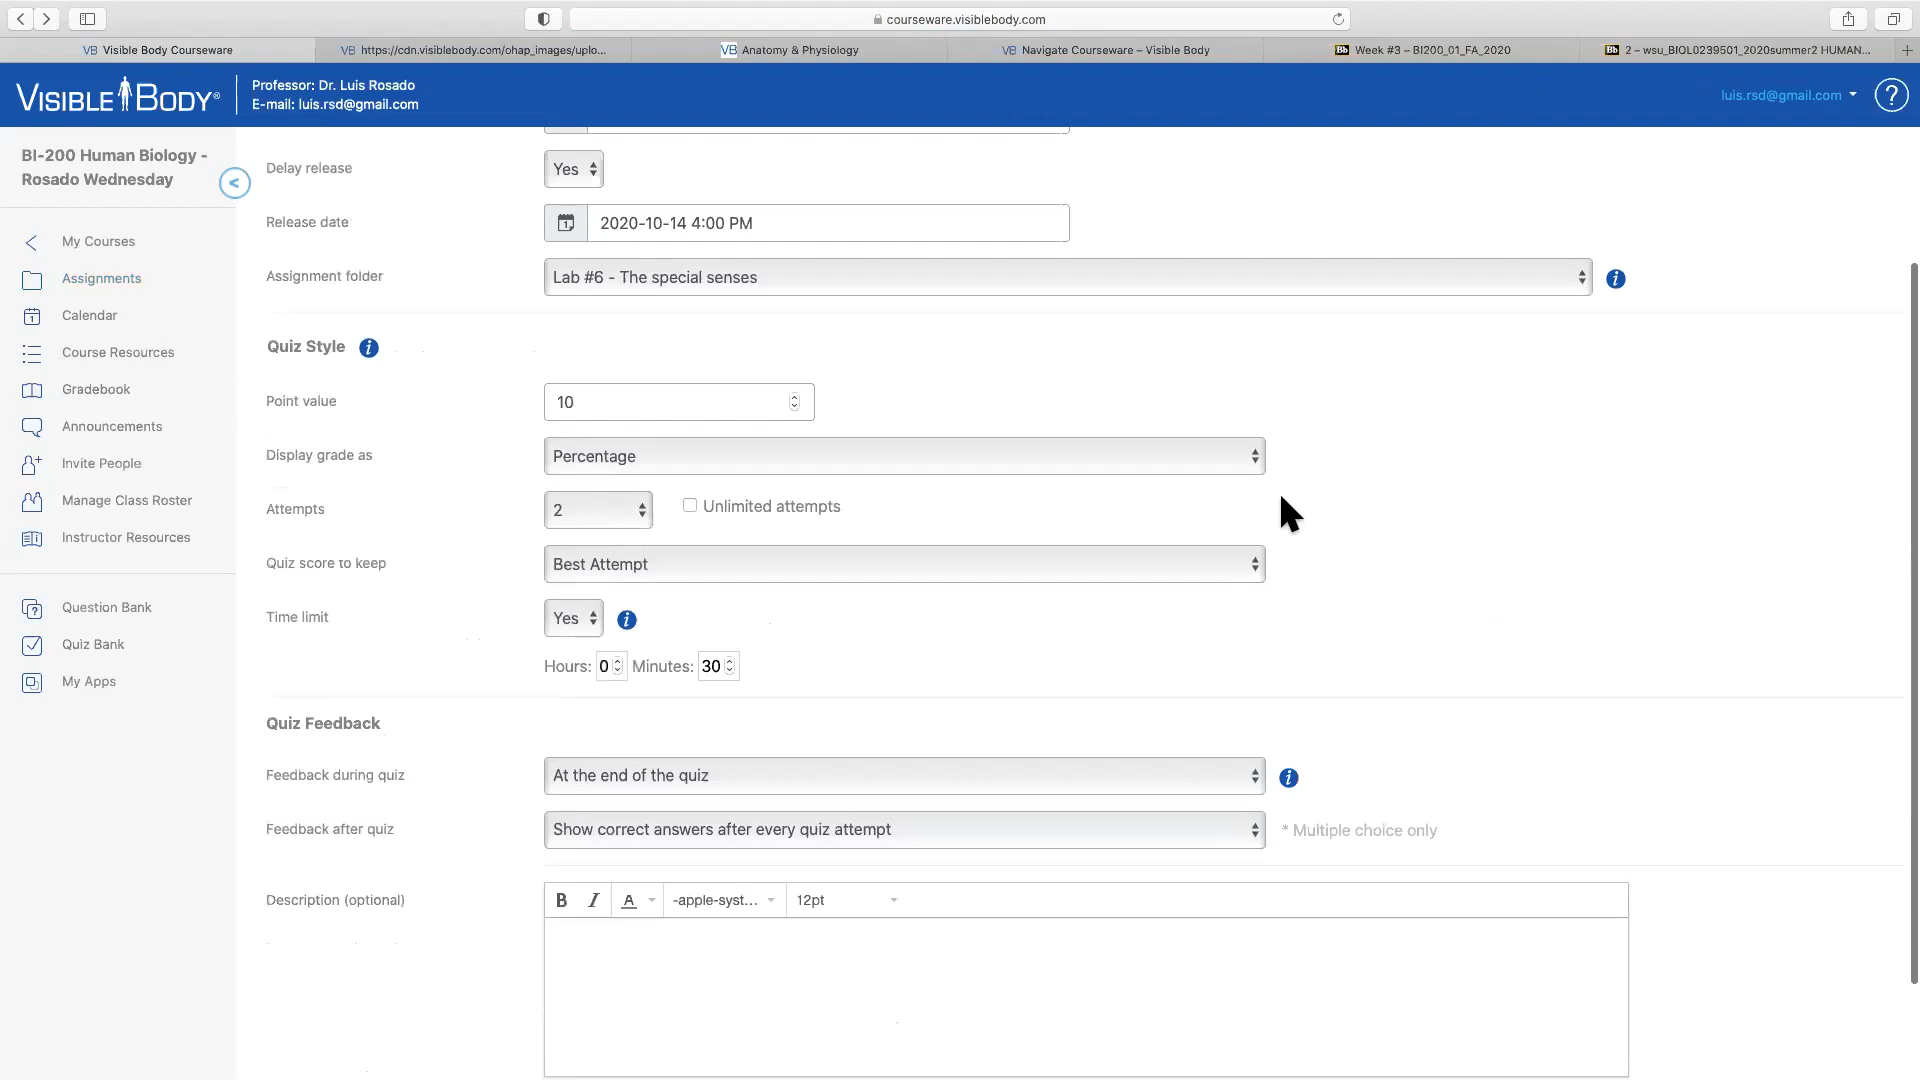 courseware.visiblebody.com
VB Visible Body Courseware
VB https://cdn.visiblebody.com/ohap_images/uplo...
VB Anatomy & Physiology
VB Navigate Courseware – Visible Body
Bb Week #3 – BI200_01_FA_2020
Bb 2 – wsu_BIOL0239501_2020summer2 HUMAN...
VISIBLE BODY®
Professor: Dr. Luis Rosado
E-mail: luis.rsd@gmail.com
luis.rsd@gmail.com
?
BI-200 Human Biology -
Rosado Wednesday
<
My Courses
Assignments
Calendar
Course Resources
Gradebook
Announcements
Invite People
Manage Class Roster
Instructor Resources
Question Bank
Quiz Bank
My Apps
Delay release
Yes
Release date
2020-10-14 4:00 PM
Assignment folder
Lab #6 - The special senses
Quiz Style
Point value
10
Display grade as
Percentage
Attempts
2
Unlimited attempts
Quiz score to keep
Best Attempt
Time limit
Yes
Hours: 0 Minutes: 30
Quiz Feedback
Feedback during quiz
At the end of the quiz
Feedback after quiz
Show correct answers after every quiz attempt
* Multiple choice only
Description (optional)
B I A -apple-syst... 12pt